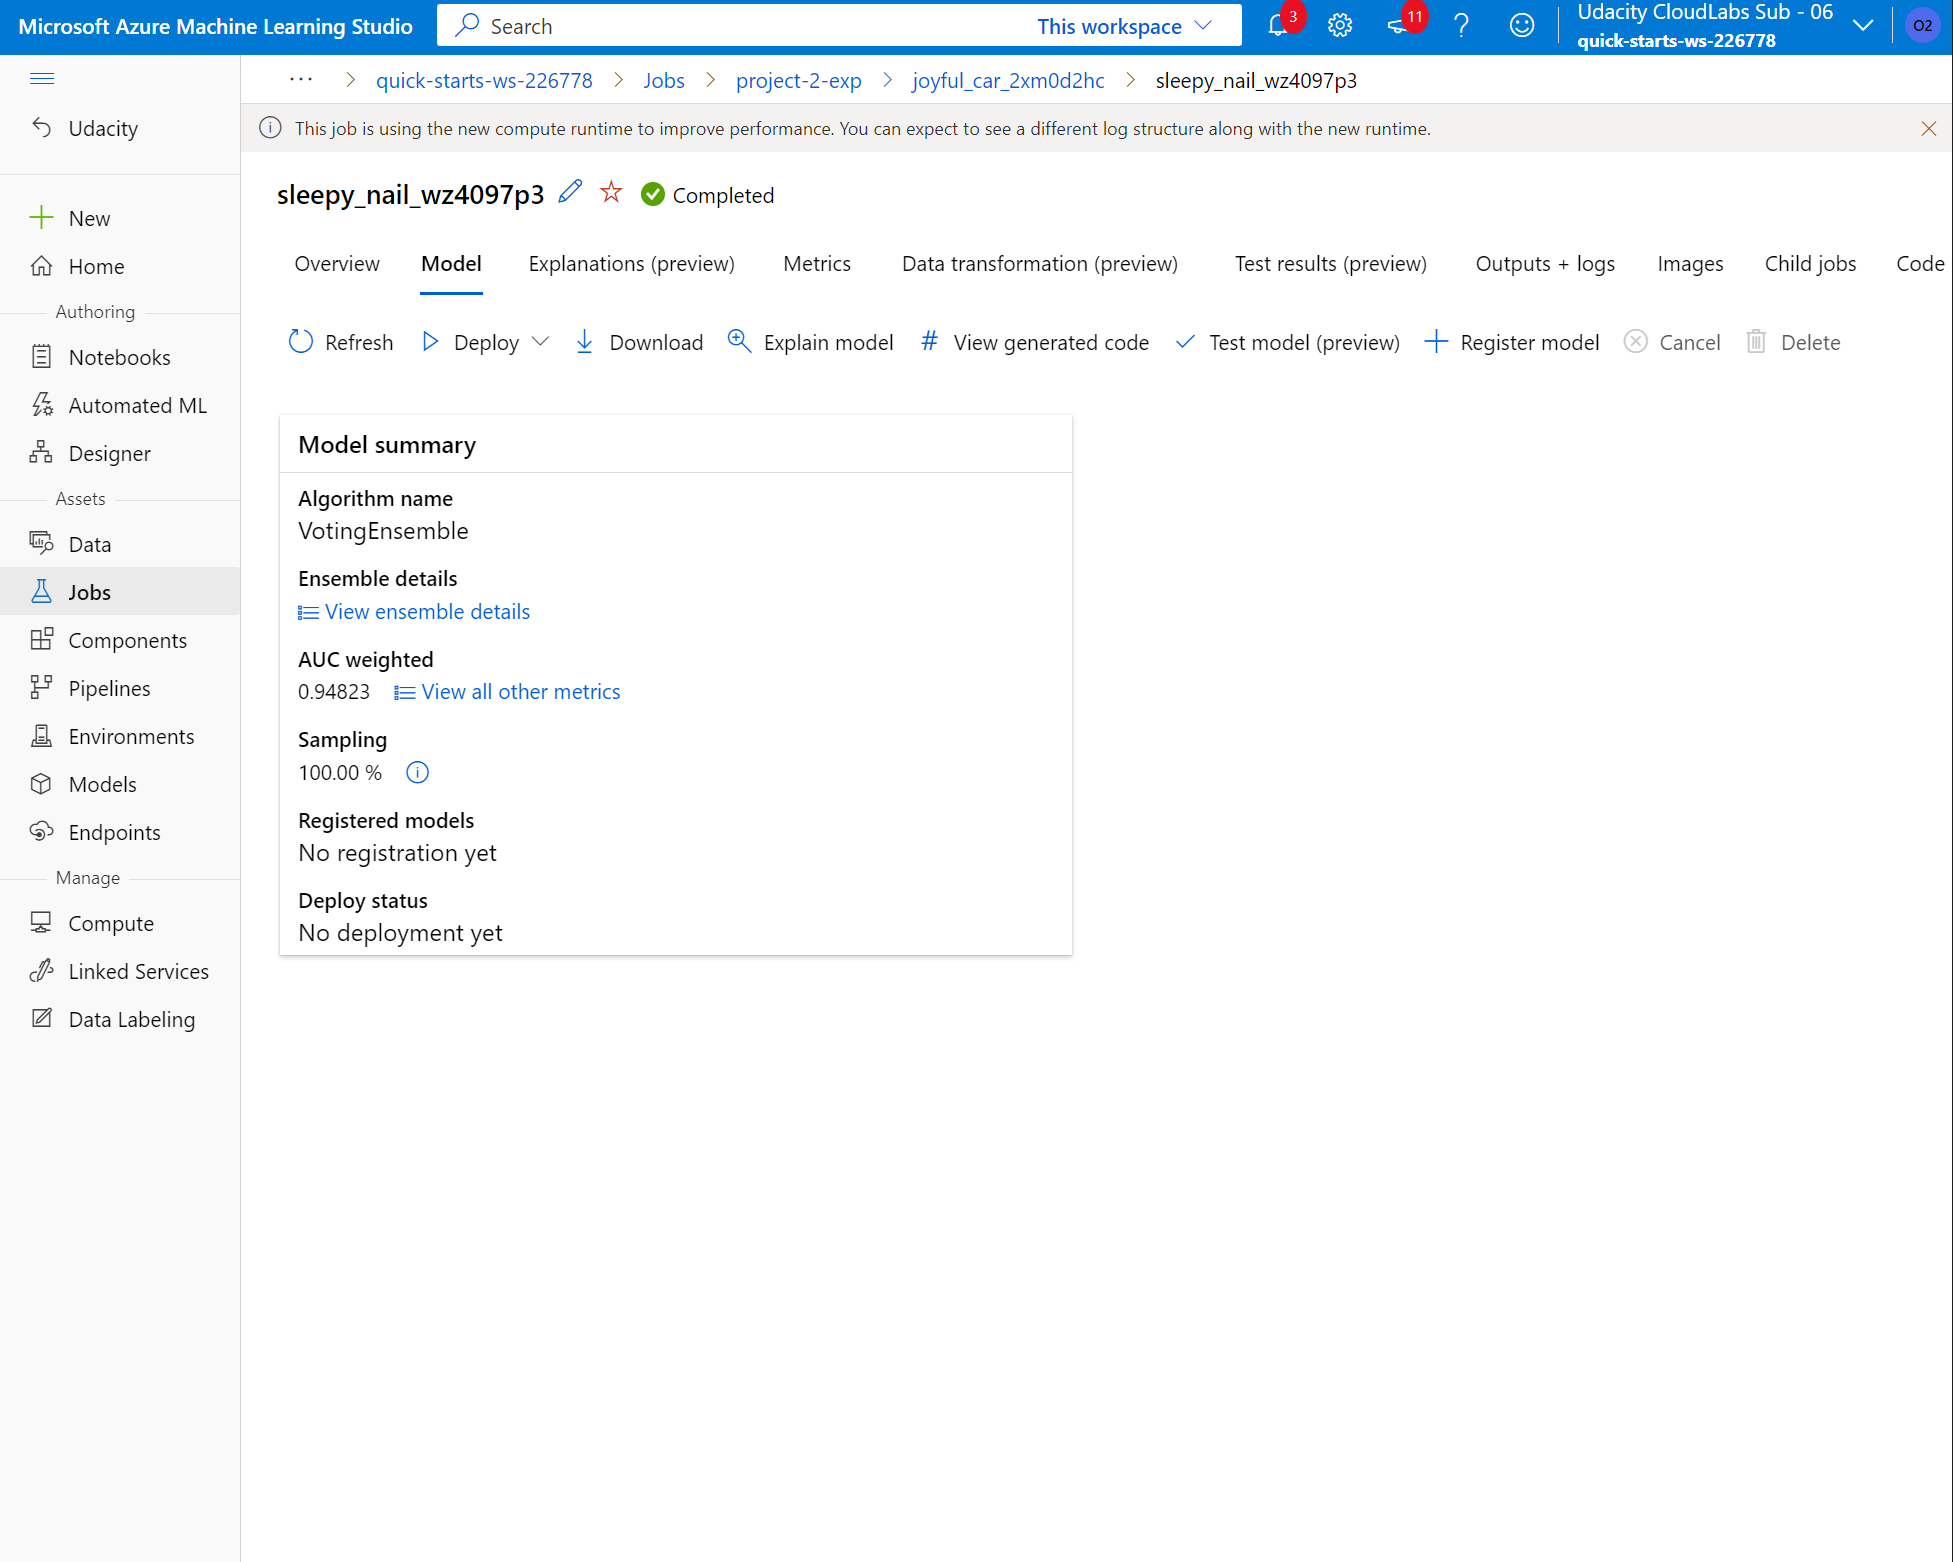 Microsoft Azure Machine Learning Studio
Search
This workspace
3
11
Udacity CloudLabs Sub - 06
quick-starts-ws-226778
O2
Udacity
New
Home
Authoring
Notebooks
Automated ML
Designer
Assets
Data
Jobs
Components
Pipelines
Environments
Models
Endpoints
Manage
Compute
Linked Services
Data Labeling
··· > quick-starts-ws-226778 > Jobs > project-2-exp > joyful_car_2xm0d2hc > sleepy_nail_wz4097p3
This job is using the new compute runtime to improve performance. You can expect to see a different log structure along with the new runtime.
sleepy_nail_wz4097p3 Completed
Overview Model Explanations (preview) Metrics Data transformation (preview) Test results (preview) Outputs + logs Images Child jobs Code
Refresh Deploy Download Explain model # View generated code Test model (preview) Register model Cancel Delete
Model summary
Algorithm name
VotingEnsemble
Ensemble details
View ensemble details
AUC weighted
0.94823 View all other metrics
Sampling
100.00 %
Registered models
No registration yet
Deploy status
No deployment yet